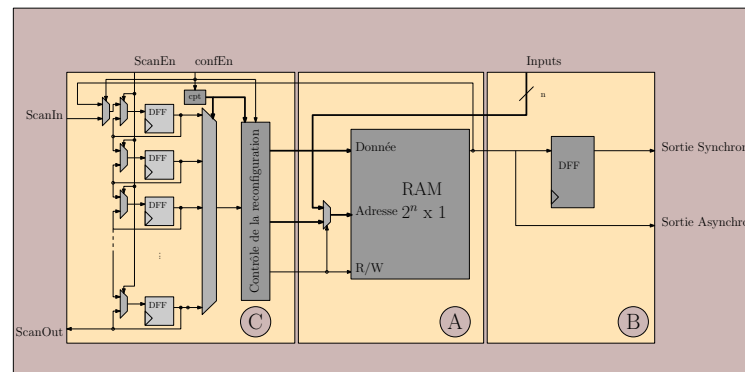 ScanEn
confEn
Inputs
n
cpt
ScanIn
DFF
DFF
DFF
DFF
Contrôle de la reconfiguration
Donnée
RAM
2ⁿ x 1
Adresse
R/W
DFF
Sortie Synchron
Sortie Asynchro
ScanOut
C
A
B